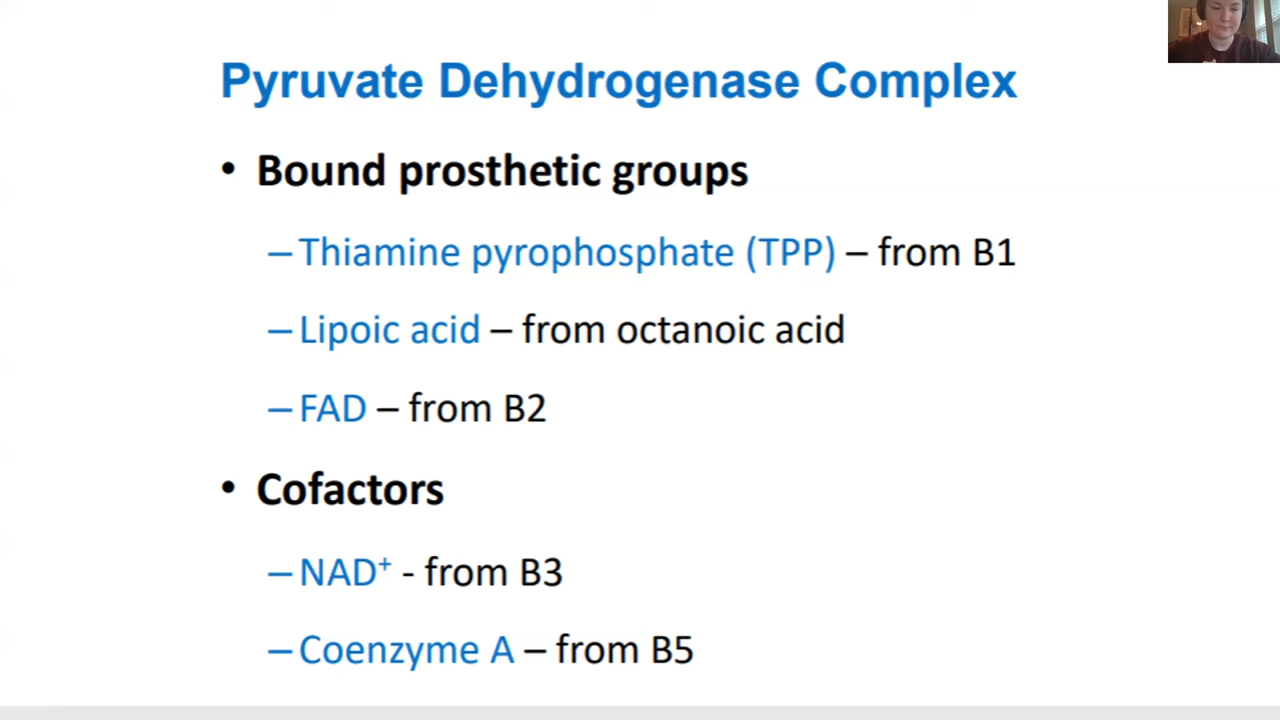 Pyruvate Dehydrogenase Complex
• Bound prosthetic groups
– Thiamine pyrophosphate (TPP) – from B1
– Lipoic acid – from octanoic acid
– FAD – from B2
• Cofactors
– NAD⁺ - from B3
– Coenzyme A – from B5